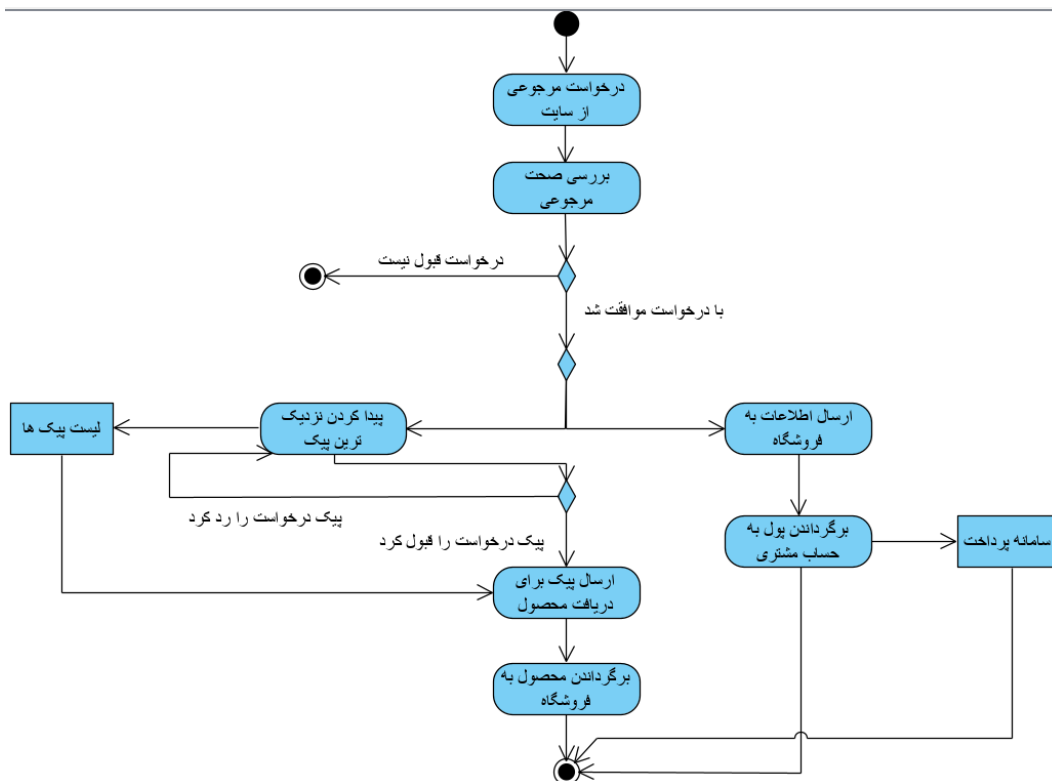 درخواست مرجوعی
از سایت
بررسی صحت
مرجوعی
درخواست قبول نیست
با درخواست موافقت شد
ارسال اطلاعات به
فروشگاه
پیدا کردن نزدیک
ترین پیک
لیست پیک ها
پیک درخواست را رد کرد
برگرداندن پول به
حساب مشتری
سامانه پرداخت
پیک درخواست را قبول کرد
ارسال پیک برای
دریافت محصول
برگرداندن محصول به
فروشگاه